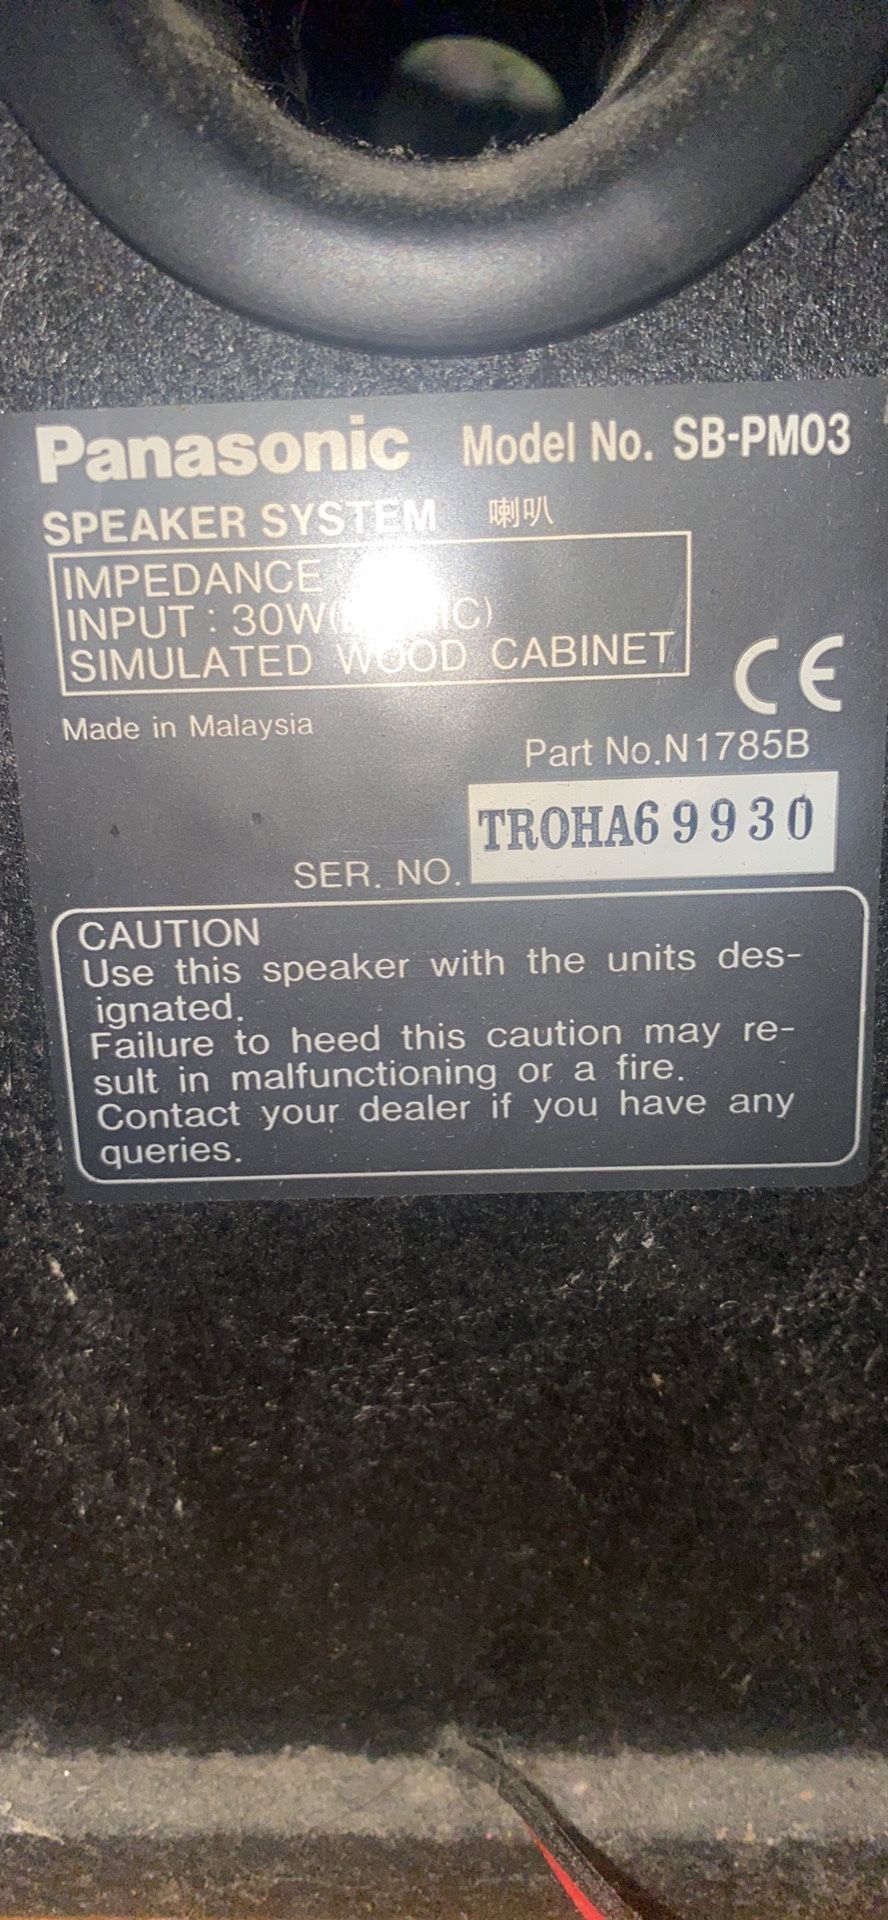 Panasonic Model No. SB-PM03
SPEAKER SYSTEM 喇叭
IMPEDANCE
INPUT : 30W
SIMULATED WOOD CABINET
CE
Made in Malaysia
Part No.N1785B
SER. NO. TROHA69930
CAUTION
Use this speaker with the units des-
ignated.
Failure to heed this caution may re-
sult in malfunctioning or a fire.
Contact your dealer if you have any
queries.